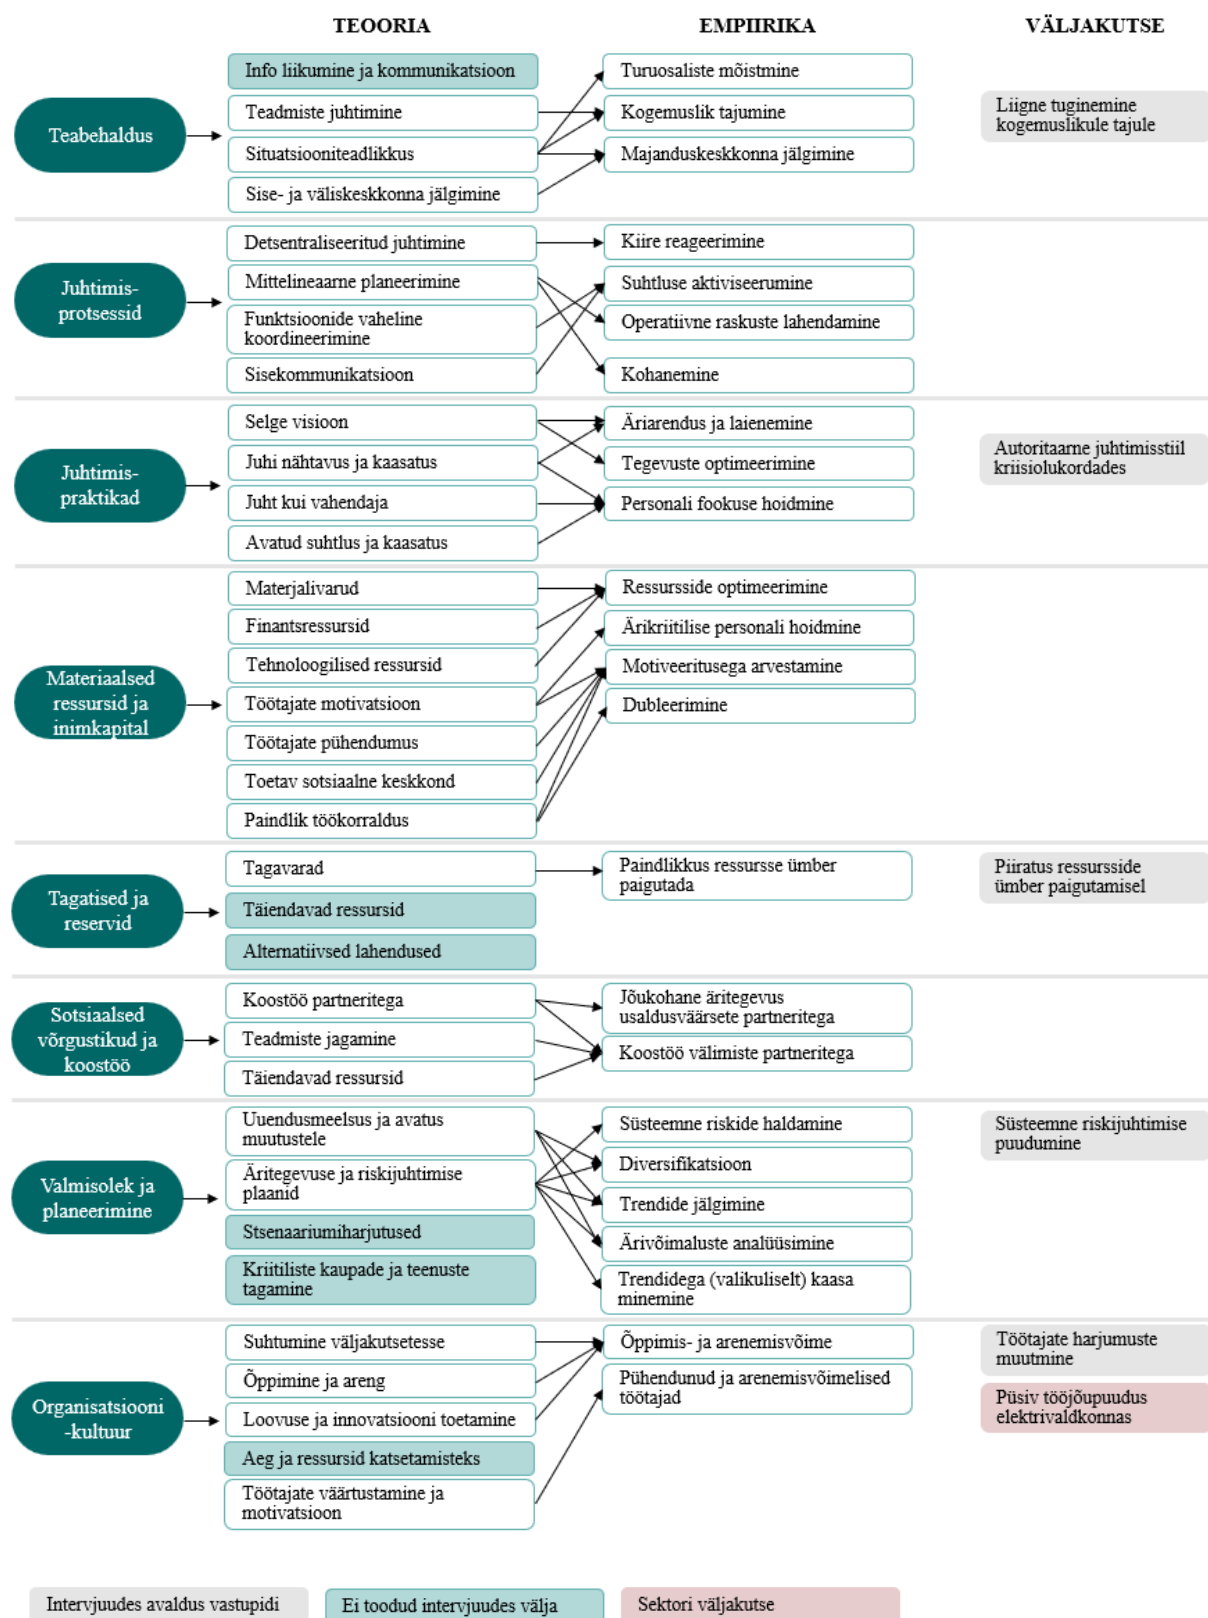 TEOORIA
EMPIIRIKA
VÄLJAKUTSE
Teabehaldus
Info liikumine ja kommunikatsioon
Teadmiste juhtimine
Situatsiooniteadlikkus
Sise- ja väliskeskkonna jälgimine
Turuosaliste mõistmine
Kogemuslik tajumine
Majanduskeskkonna jälgimine
Liigne tuginemine
kogemuslikule tajule
Juhtimis-
protsessid
Detsentraliseeritud juhtimine
Mittelineaarne planeerimine
Funktsioonide vaheline
koordineerimine
Sisekommunikatsioon
Kiire reageerimine
Suhtluse aktiviseerumine
Operatiivne raskuste lahendamine
Kohanemine
Juhtimis-
praktikad
Selge visioon
Juhi nähtavus ja kaasatus
Juht kui vahendaja
Avatud suhtlus ja kaasatus
Äriarendus ja laienemine
Tegevuste optimeerimine
Personali fookuse hoidmine
Autoritaarne juhtimisstiil
kriisiolukordades
Materiaalsed
ressursid ja
inimkapital
Materjalivarud
Finantsressursid
Tehnoloogilised ressursid
Töötajate motivatsioon
Töötajate pühendumus
Toetav sotsiaalne keskkond
Paindlik töökorraldus
Ressursside optimeerimine
Ärikriitilise personali hoidmine
Motiveeritusega arvestamine
Dubleerimine
Tagatised ja
reservid
Tagavarad
Täiendavad ressursid
Alternatiivsed lahendused
Paindlikkus ressursse ümber
paigutada
Piiratus ressursside
ümber paigutamisel
Sotsiaalsed
võrgustikud ja
koostöö
Koostöö partneritega
Teadmiste jagamine
Täiendavad ressursid
Jõukohane äritegevus
usaldusväärsete partneritega
Koostöö välimiste partneritega
Valmisolek ja
planeerimine
Uuendusmeelsus ja avatus
muutustele
Äritegevuse ja riskijuhtimise
plaanid
Stsenaariumiharjutused
Kriitiliste kaupade ja teenuste
tagamine
Süsteemne riskide haldamine
Diversifikatsioon
Trendide jälgimine
Ärivõimaluste analüüsimine
Trendidega (valikuliselt) kaasa
minemine
Süsteemne riskijuhtimise
puudumine
Organisatsiooni
-kultuur
Suhtumine väljakutsetesse
Õppimine ja areng
Loovuse ja innovatsiooni toetamine
Aeg ja ressursid katsetamisteks
Töötajate väärtustamine ja
motivatsioon
Õppimis- ja arenemisvõime
Pühendunud ja arenemisvõimelised
töötajad
Töötajate harjumuste
muutmine
Püsiv tööjõupuudus
elektrivaldkonnas
Intervjuudes avaldus vastupidi
Ei toodud intervjuudes välja
Sektori väljakutse